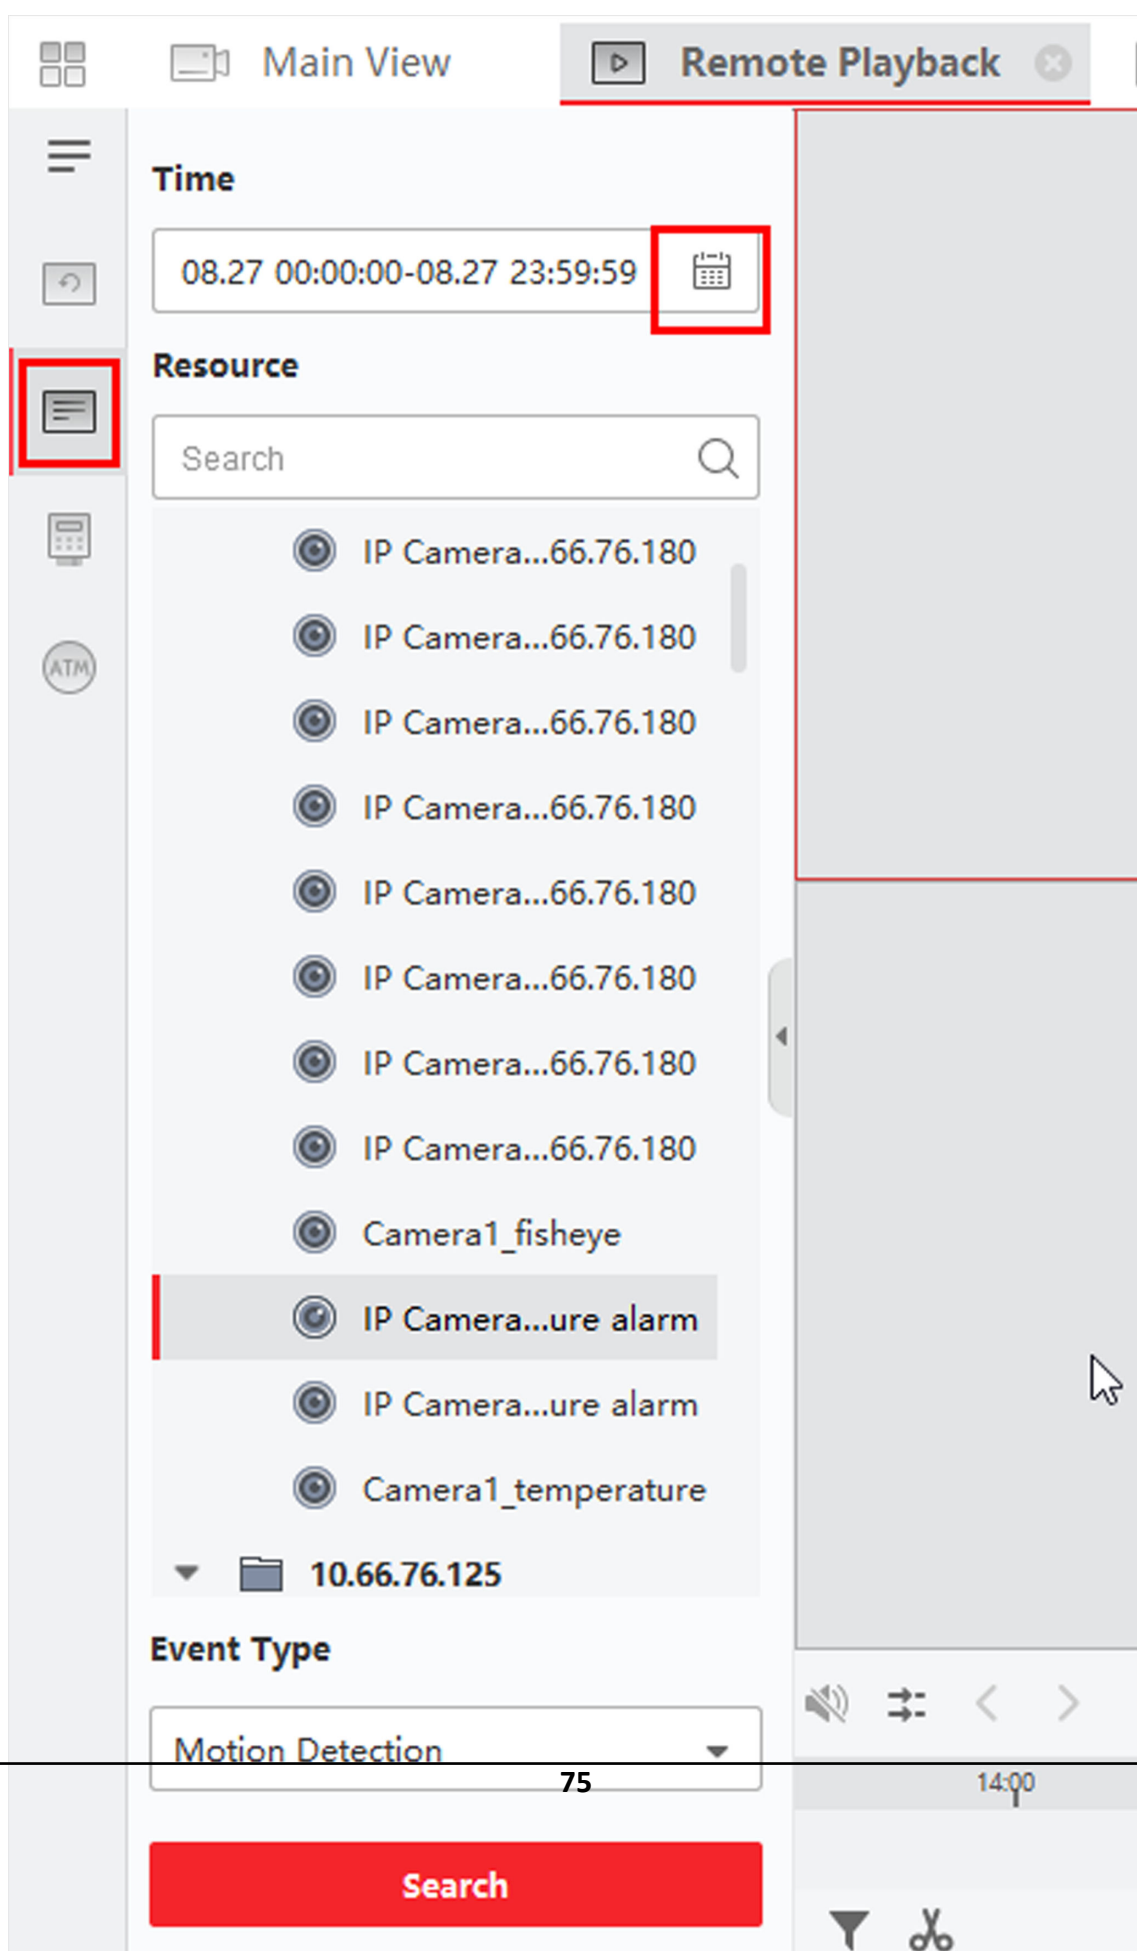 Main View
Remote Playback
Time
08.27 00:00:00-08.27 23:59:59
Resource
Search
IP Camera...66.76.180
IP Camera...66.76.180
IP Camera...66.76.180
IP Camera...66.76.180
IP Camera...66.76.180
IP Camera...66.76.180
IP Camera...66.76.180
IP Camera...66.76.180
Camera1_fisheye
IP Camera...ure alarm
IP Camera...ure alarm
Camera1_temperature
10.66.76.125
Event Type
Motion Detection
75
14:00
Search
ATM